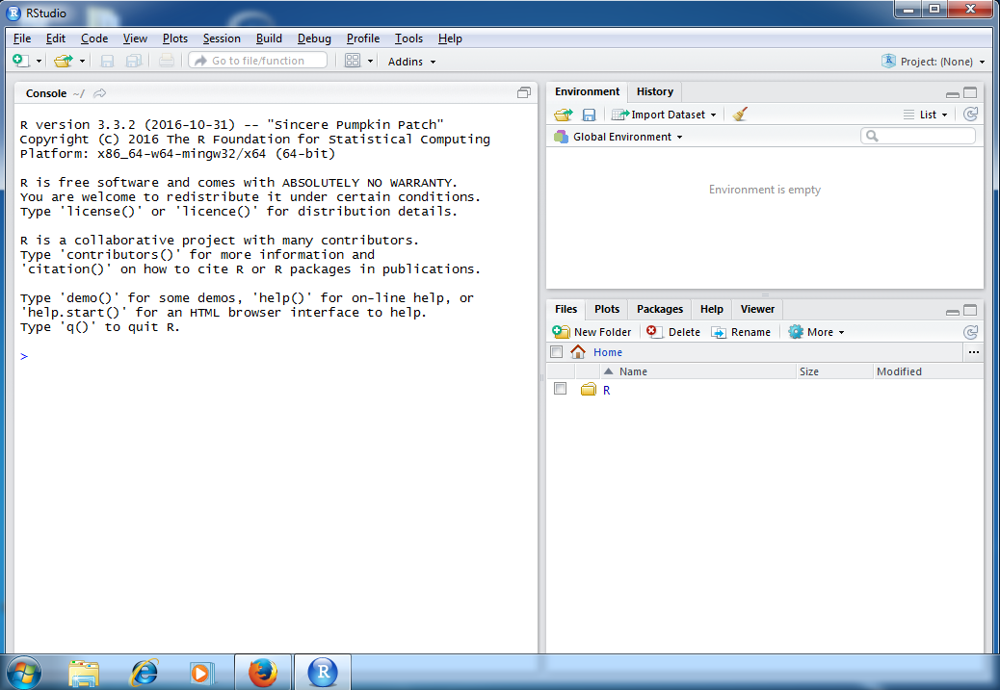 RStudio
File Edit Code View Plots Session Build Debug Profile Tools Help
Go to file/function Addins Project: (None)
Console ~/
R version 3.3.2 (2016-10-31) -- "Sincere Pumpkin Patch"
Copyright (C) 2016 The R Foundation for Statistical Computing
Platform: x86_64-w64-mingw32/x64 (64-bit)
R is free software and comes with ABSOLUTELY NO WARRANTY.
You are welcome to redistribute it under certain conditions.
Type 'license()' or 'licence()' for distribution details.
R is a collaborative project with many contributors.
Type 'contributors()' for more information and
'citation()' on how to cite R or R packages in publications.
Type 'demo()' for some demos, 'help()' for on-line help, or
'help.start()' for an HTML browser interface to help.
Type 'q()' to quit R.
>
Environment History
Import Dataset List
Global Environment
Environment is empty
Files Plots Packages Help Viewer
New Folder Delete Rename More
Home ...
Name Size Modified
R